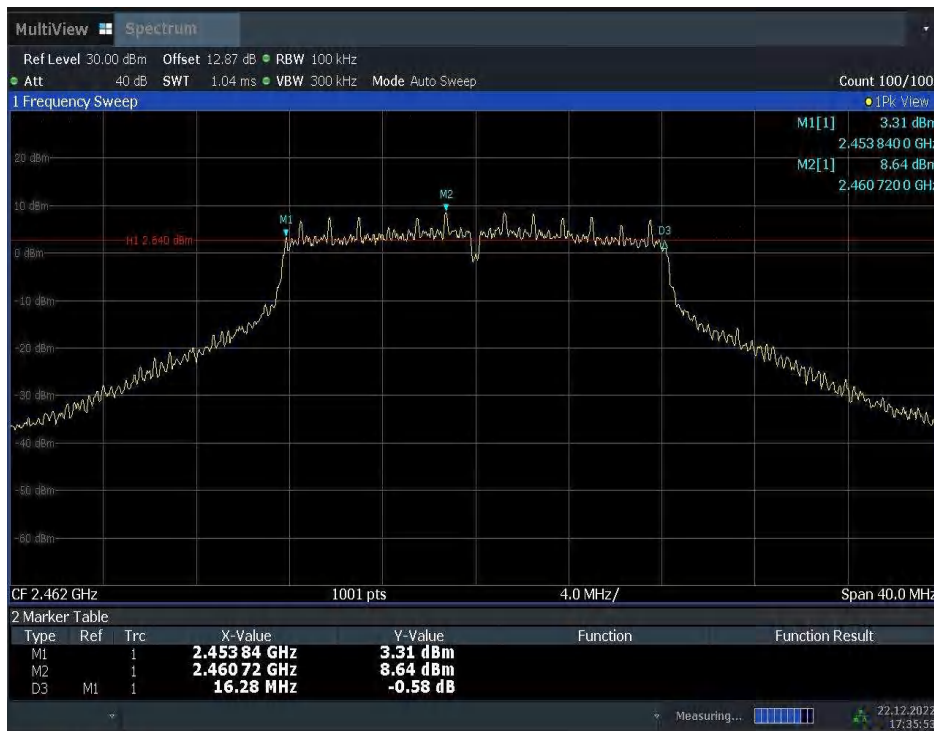 MultiView Spectrum
Ref Level 30.00 dBm Offset 12.87 dB RBW 100 kHz
Att 40 dB SWT 1.04 ms VBW 300 kHz Mode Auto Sweep Count 100/100
1 Frequency Sweep 1Pk View
M1[1] 3.31 dBm
2.453 840 0 GHz
M2[1] 8.64 dBm
2.460 720 0 GHz
20 dBm
M2
10 dBm
M1
D3
H1 2.640 dBm
0 dBm
-10 dBm
-20 dBm
-30 dBm
-40 dBm
-50 dBm
-60 dBm
CF 2.462 GHz 1001 pts 4.0 MHz/ Span 40.0 MHz
2 Marker Table
Type Ref Trc X-Value Y-Value Function Function Result
M1 1 2.453 84 GHz 3.31 dBm
M2 1 2.460 72 GHz 8.64 dBm
D3 M1 1 16.28 MHz -0.58 dB
Measuring... 22.12.2022
17:35:53